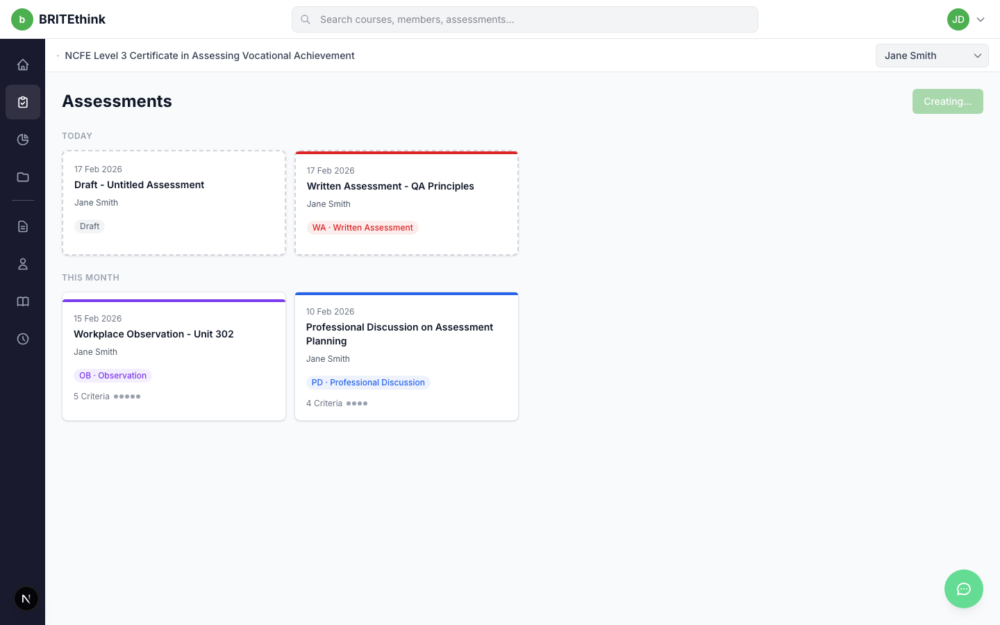 b BRITEthink
Search courses, members, assessments...
JD
· NCFE Level 3 Certificate in Assessing Vocational Achievement
Jane Smith
Assessments
Creating...
TODAY
17 Feb 2026
Draft - Untitled Assessment
Jane Smith
Draft
17 Feb 2026
Written Assessment - QA Principles
Jane Smith
WA · Written Assessment
THIS MONTH
15 Feb 2026
Workplace Observation - Unit 302
Jane Smith
OB · Observation
5 Criteria
10 Feb 2026
Professional Discussion on Assessment
Planning
Jane Smith
PD · Professional Discussion
4 Criteria
N